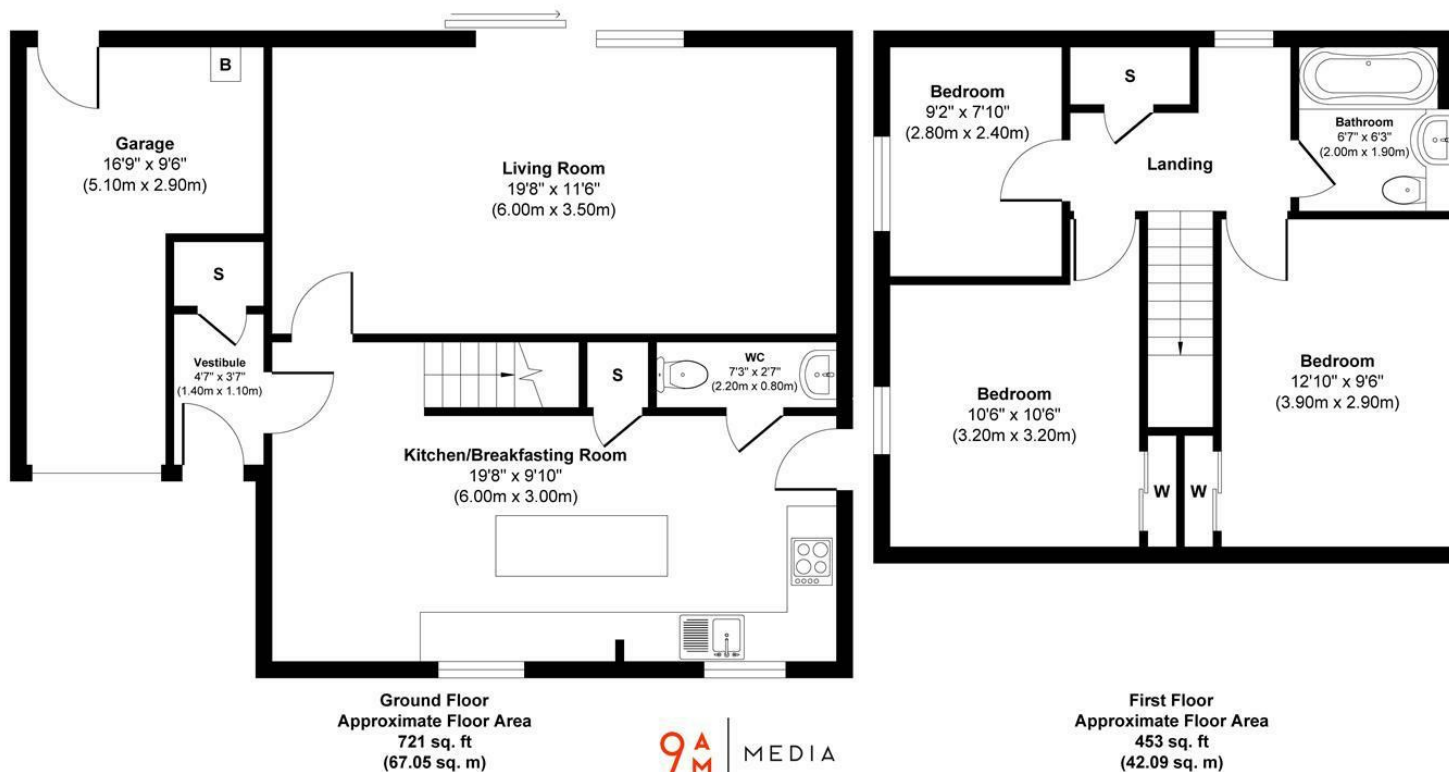 B
Garage
16'9" x 9'6"
(5.10m x 2.90m)
Living Room
19'8" x 11'6"
(6.00m x 3.50m)
S
Vestibule
4'7" x 3'7"
(1.40m x 1.10m)
S
WC
7'3" x 2'7"
(2.20m x 0.80m)
Kitchen/Breakfasting Room
19'8" x 9'10"
(6.00m x 3.00m)
Ground Floor
Approximate Floor Area
721 sq. ft
(67.05 sq. m)
9AM MEDIA
Bedroom
9'2" x 7'10"
(2.80m x 2.40m)
S
Bathroom
6'7" x 6'3"
(2.00m x 1.90m)
Landing
Bedroom
10'6" x 10'6"
(3.20m x 3.20m)
Bedroom
12'10" x 9'6"
(3.90m x 2.90m)
W
W
First Floor
Approximate Floor Area
453 sq. ft
(42.09 sq. m)